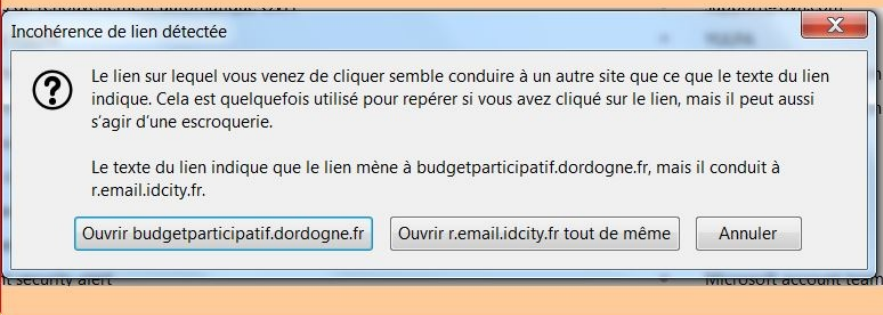 Incohérence de lien détectée
X
?
Le lien sur lequel vous venez de cliquer semble conduire à un autre site que ce que le texte du lien
indique. Cela est quelquefois utilisé pour repérer si vous avez cliqué sur le lien, mais il peut aussi
s’agir d’une escroquerie.
Le texte du lien indique que le lien mène à budgetparticipatif.dordogne.fr, mais il conduit à
r.email.idcity.fr.
Ouvrir budgetparticipatif.dordogne.fr
Ouvrir r.email.idcity.fr tout de même
Annuler
security alert
Microsoft account team